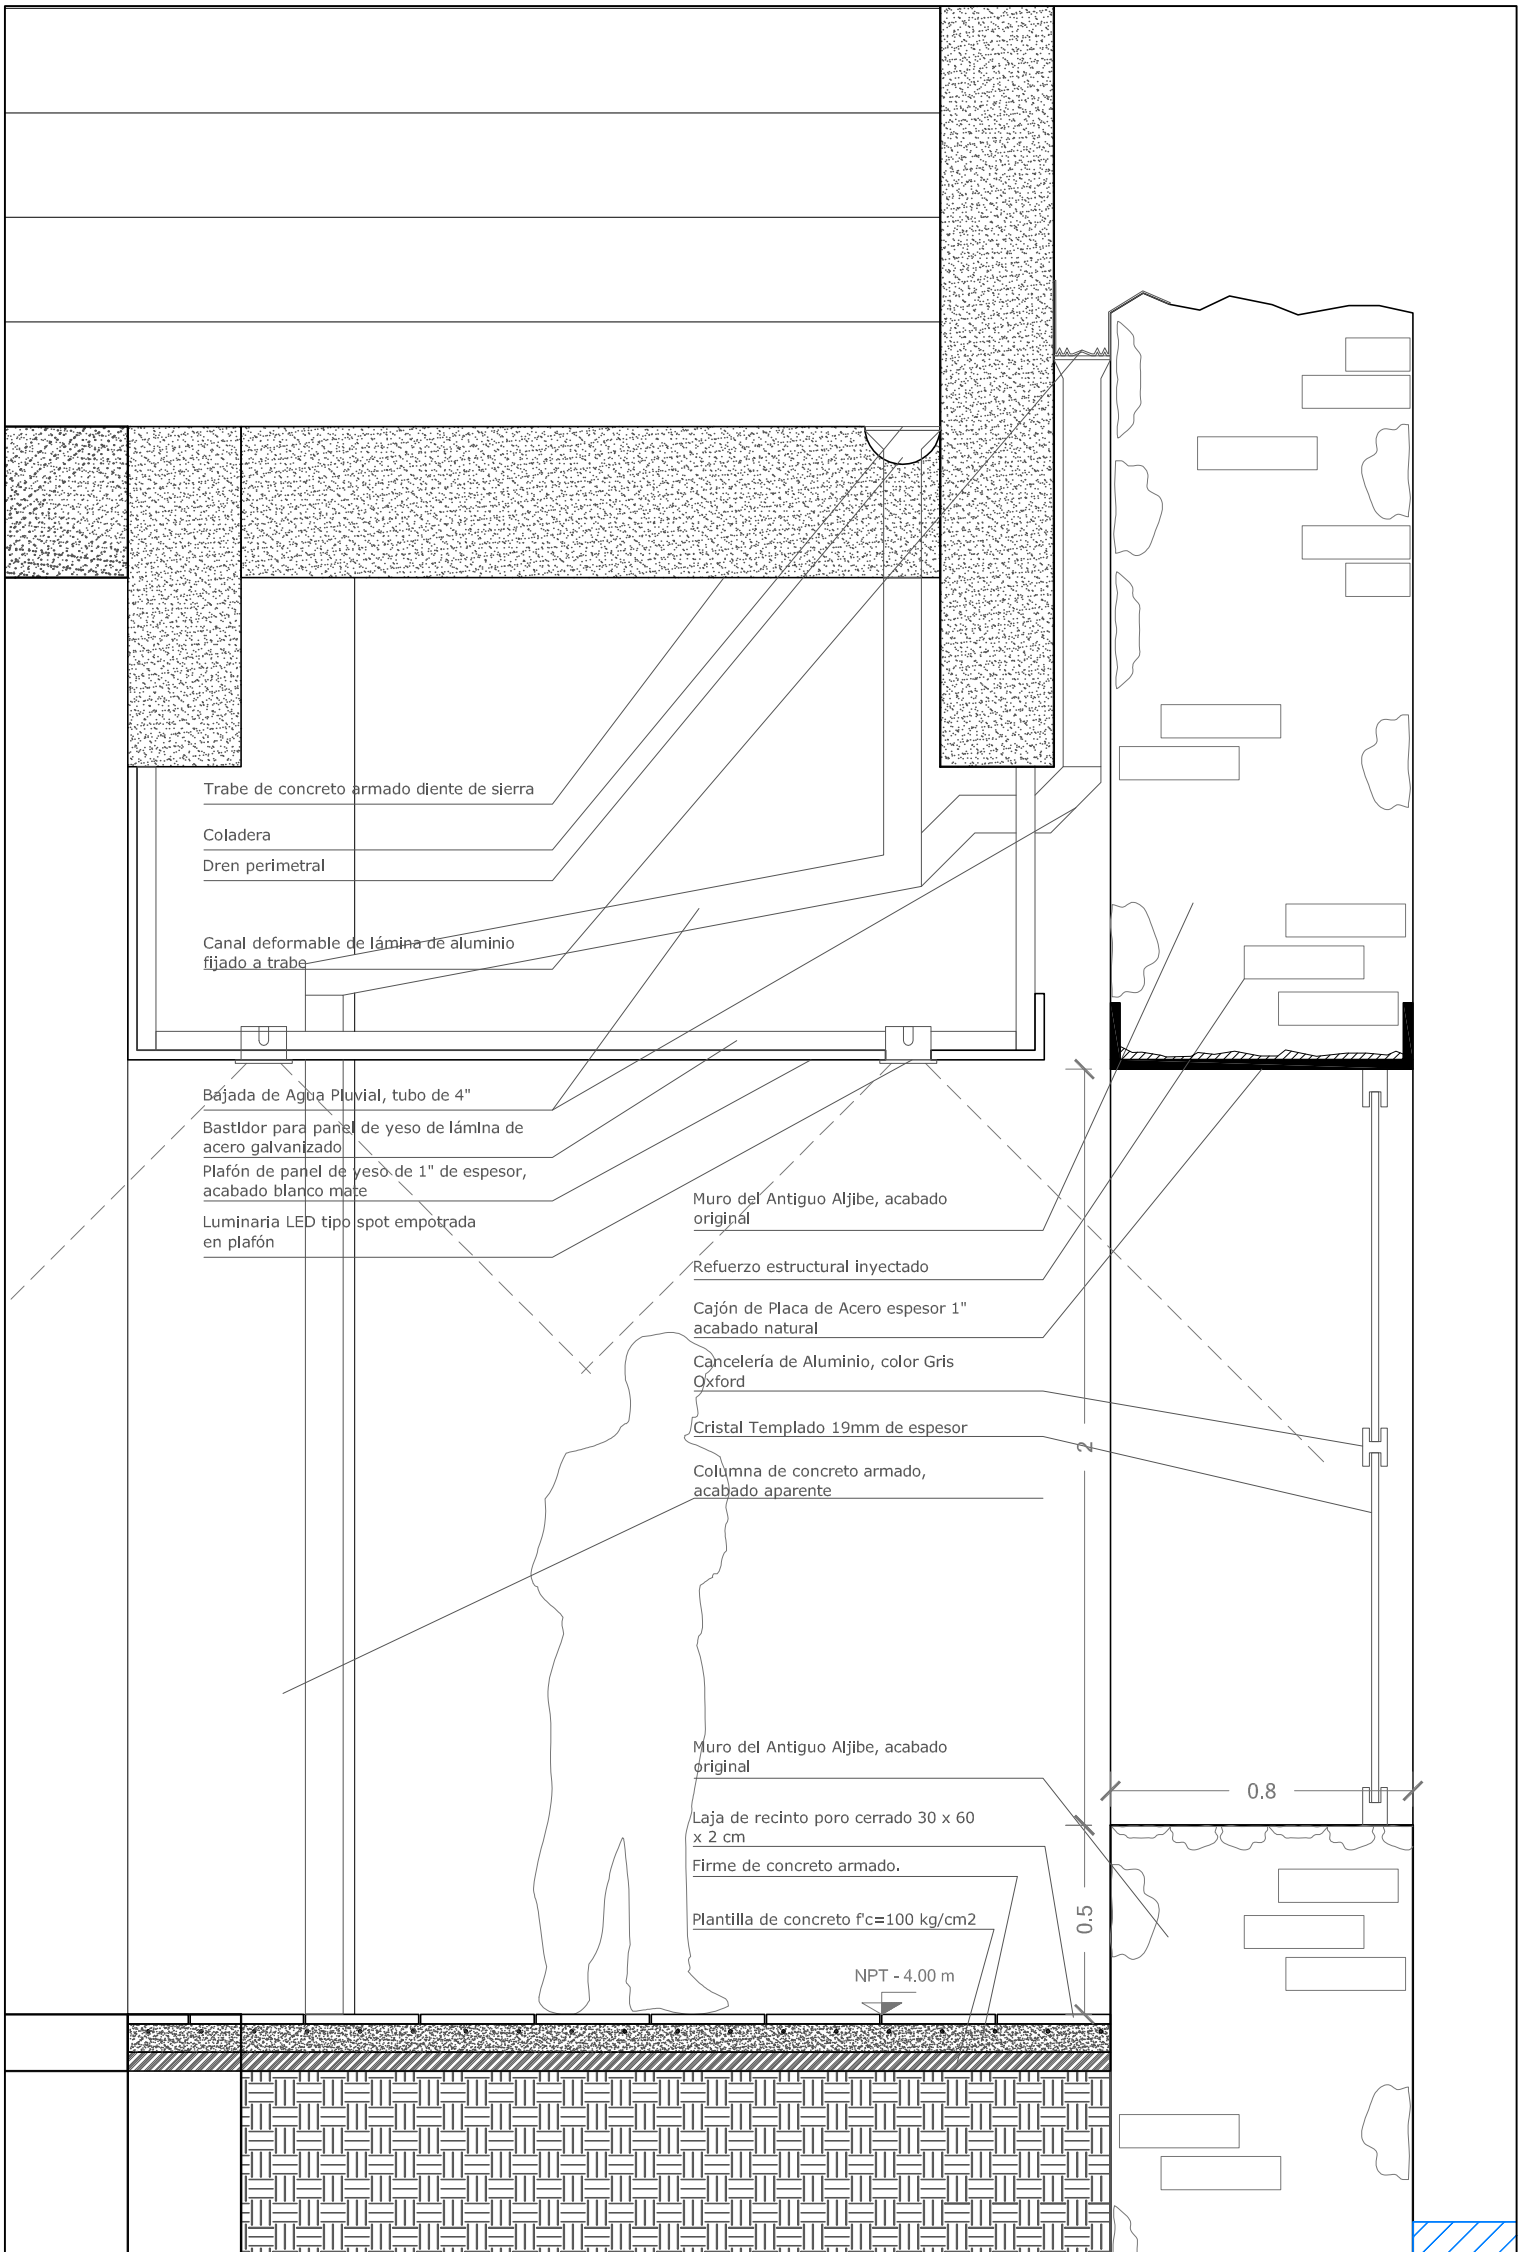 Trabe de concreto armado diente de sierra
Coladera
Dren perimetral
Canal deformable de lámina de aluminio
fijado a trabe
Bajada de Agua Pluvial, tubo de 4"
Bastidor para panel de yeso de lámina de
acero galvanizado
Plafón de panel de yeso de 1" de espesor,
acabado blanco mate
Luminaria LED tipo spot empotrada
en plafón
Muro del Antiguo Aljibe, acabado
original
Refuerzo estructural inyectado
Cajón de Placa de Acero espesor 1"
acabado natural
Cancelería de Aluminio, color Gris
Oxford
Cristal Templado 19mm de espesor
2
Columna de concreto armado,
acabado aparente
Muro del Antiguo Aljibe, acabado
original
0.8
Laja de recinto poro cerrado 30 x 60
x 2 cm
Firme de concreto armado.
Plantilla de concreto f'c=100 kg/cm2
0.5
NPT - 4.00 m